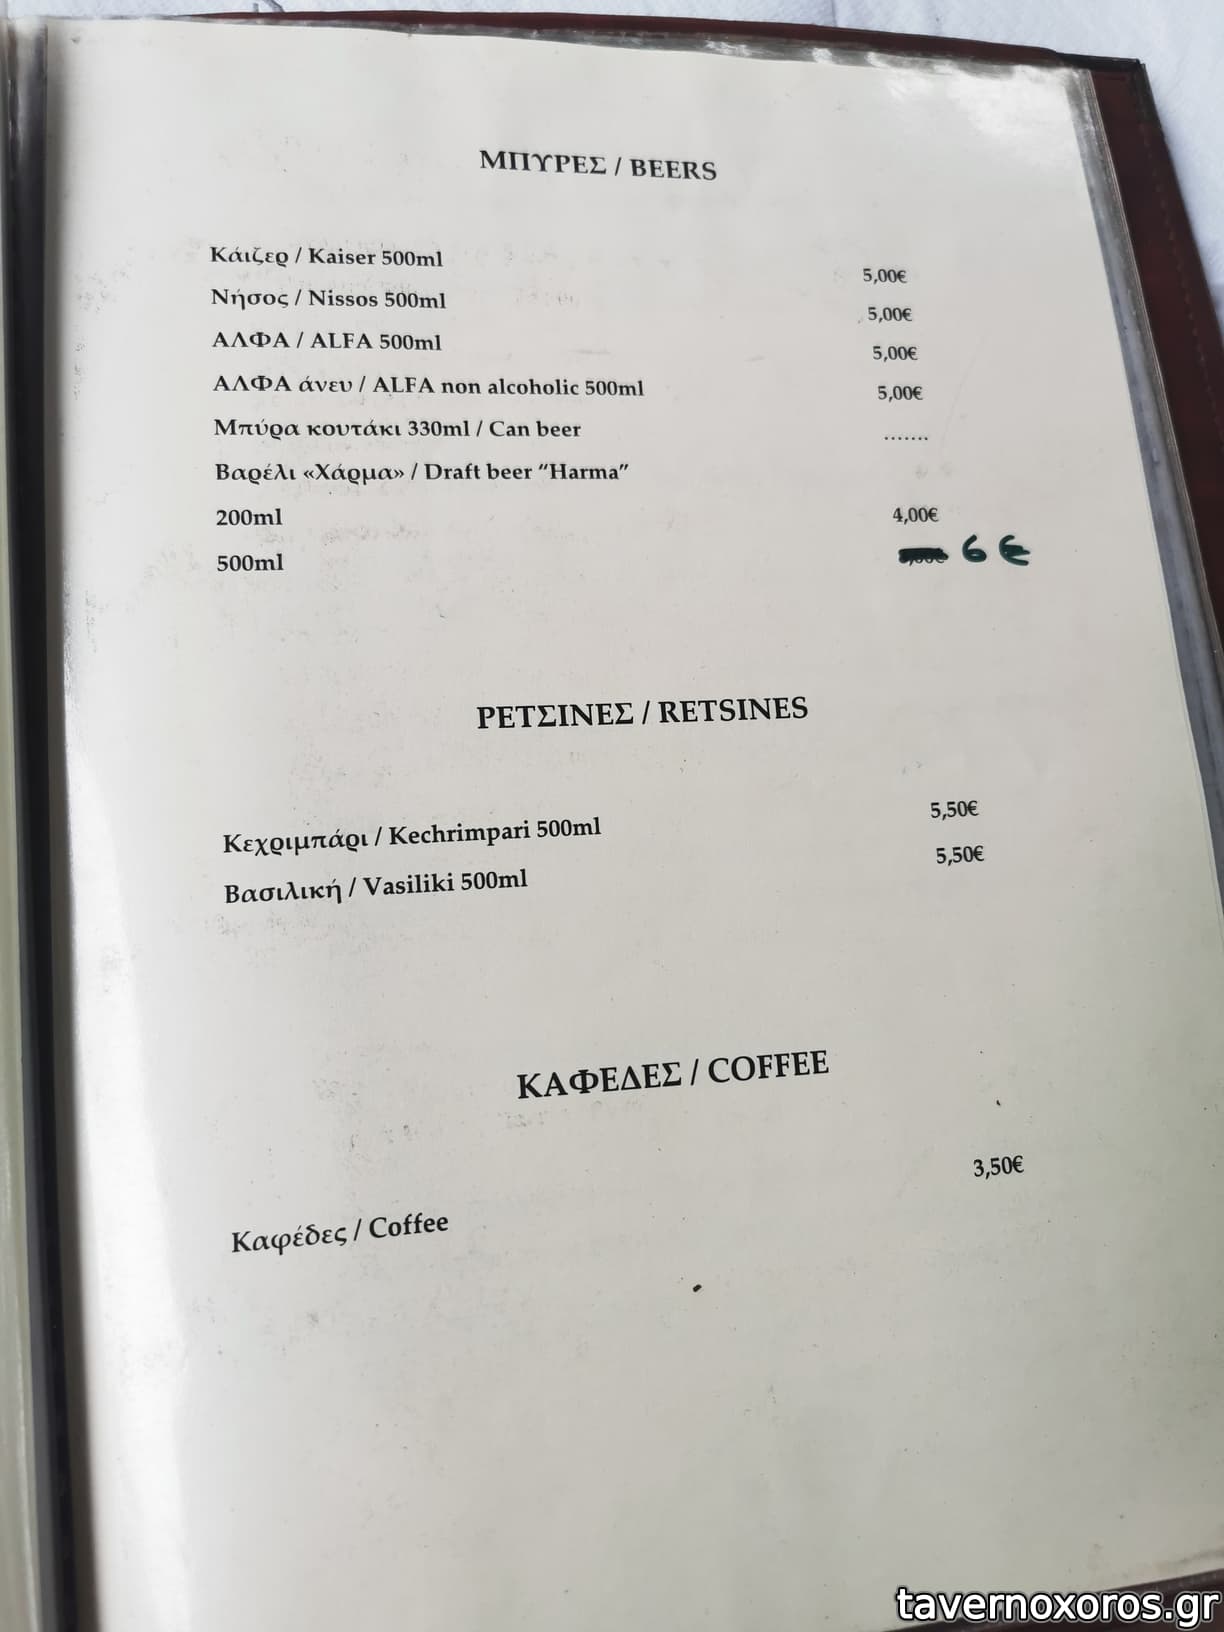 ΜΠΥΡΕΣ / BEERS
Κάιζερ / Kaiser 500ml 5,00€
Νήσος / Nissos 500ml 5,00€
ΑΛΦΑ / ALFA 500ml 5,00€
ΑΛΦΑ άνευ / ALFA non alcoholic 500ml 5,00€
Μπύρα κουτάκι 330ml / Can beer .......
Βαρέλι «Χάρμα» / Draft beer “Harma”
200ml 4,00€
500ml 6 €
ΡΕΤΣΙΝΕΣ / RETSINES
Κεχριμπάρι / Kechrimpari 500ml 5,50€
Βασιλική / Vasiliki 500ml 5,50€
ΚΑΦΕΔΕΣ / COFFEE
Καφέδες / Coffee 3,50€
tavernoxoros.gr